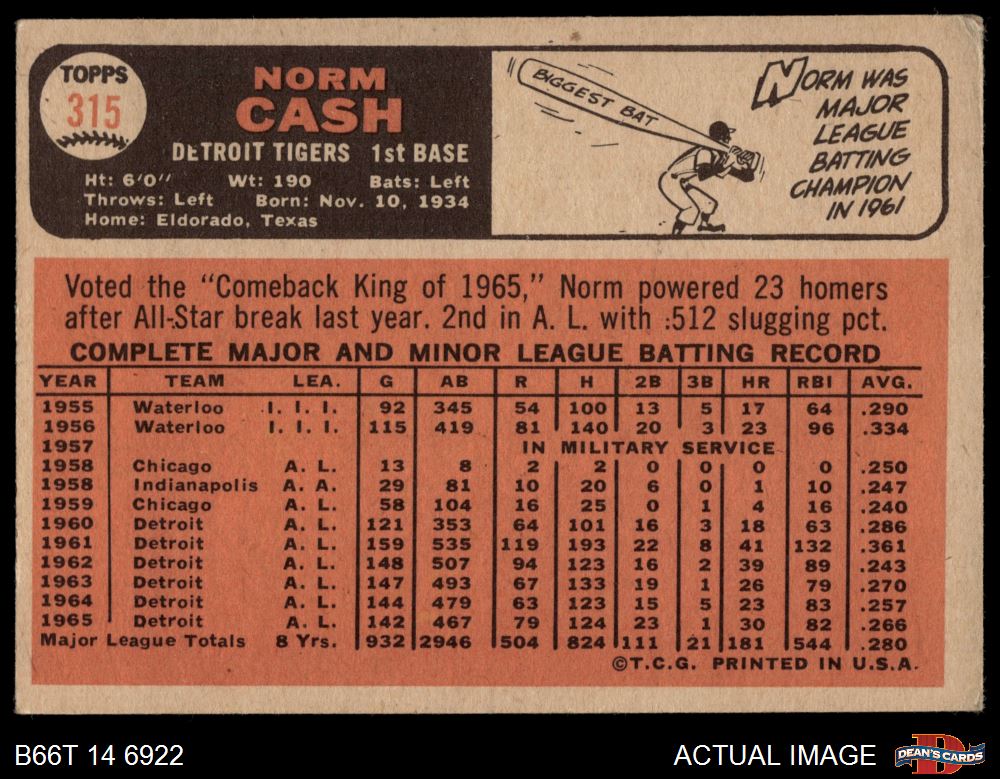 TOPPS
315
NORM
CASH
DETROIT TIGERS 1st BASE
Ht: 6'0" Wt: 190 Bats: Left
Throws: Left Born: Nov. 10, 1934
Home: Eldorado, Texas
BIGGEST BAT
NORM WAS
MAJOR
LEAGUE
BATTING
CHAMPION
IN 1961
Voted the "Comeback King of 1965," Norm powered 23 homers
after All-Star break last year. 2nd in A. L. with .512 slugging pct.
COMPLETE MAJOR AND MINOR LEAGUE BATTING RECORD
YEAR TEAM LEA. G AB R H 2B 3B HR RBI AVG.
1955 Waterloo I. I. I. 92 345 54 100 13 5 17 64 .290
1956 Waterloo I. I. I. 115 419 81 140 20 3 23 96 .334
1957 IN MILITARY SERVICE
1958 Chicago A. L. 13 8 2 2 0 0 0 0 .250
1958 Indianapolis A. A. 29 81 10 20 6 0 1 10 .247
1959 Chicago A. L. 58 104 16 25 0 1 4 16 .240
1960 Detroit A. L. 121 353 64 101 16 3 18 63 .286
1961 Detroit A. L. 159 535 119 193 22 8 41 132 .361
1962 Detroit A. L. 148 507 94 123 16 2 39 89 .243
1963 Detroit A. L. 147 493 67 133 19 1 26 79 .270
1964 Detroit A. L. 144 479 63 123 15 5 23 83 .257
1965 Detroit A. L. 142 467 79 124 23 1 30 82 .266
Major League Totals 8 Yrs. 932 2946 504 824 111 21 181 544 .280
©T.C.G. PRINTED IN U.S.A.
B66T 14 6922
ACTUAL IMAGE
D
DEAN'S CARDS